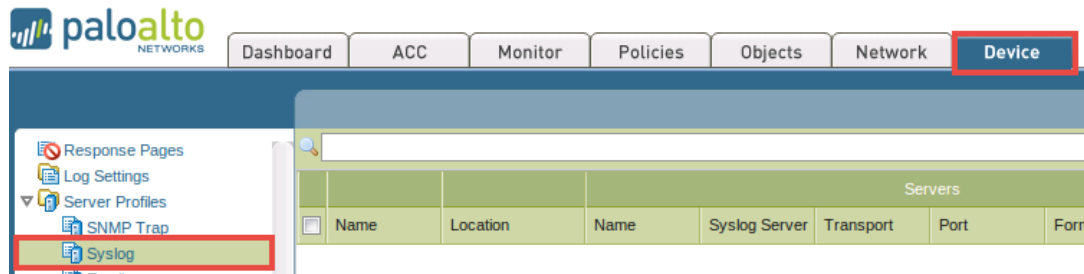 paloalto
NETWORKS
Dashboard ACC Monitor Policies Objects Network Device
Response Pages
Log Settings
Server Profiles
SNMP Trap
Syslog
Servers
Name Location Name Syslog Server Transport Port